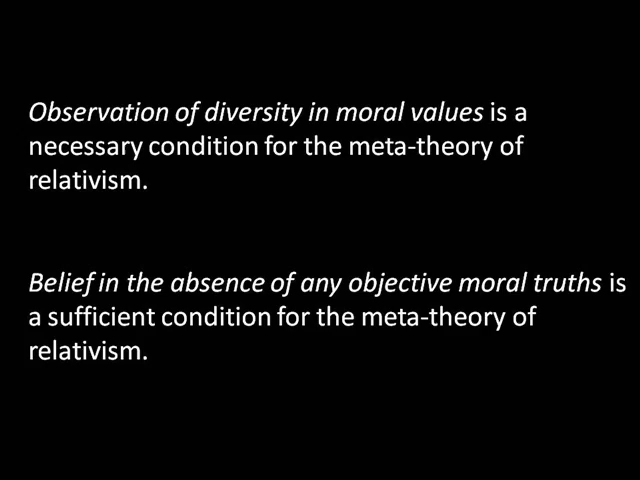 Observation of diversity in moral values is a
necessary condition for the meta-theory of
relativism.
Belief in the absence of any objective moral truths is
a sufficient condition for the meta-theory of
relativism.